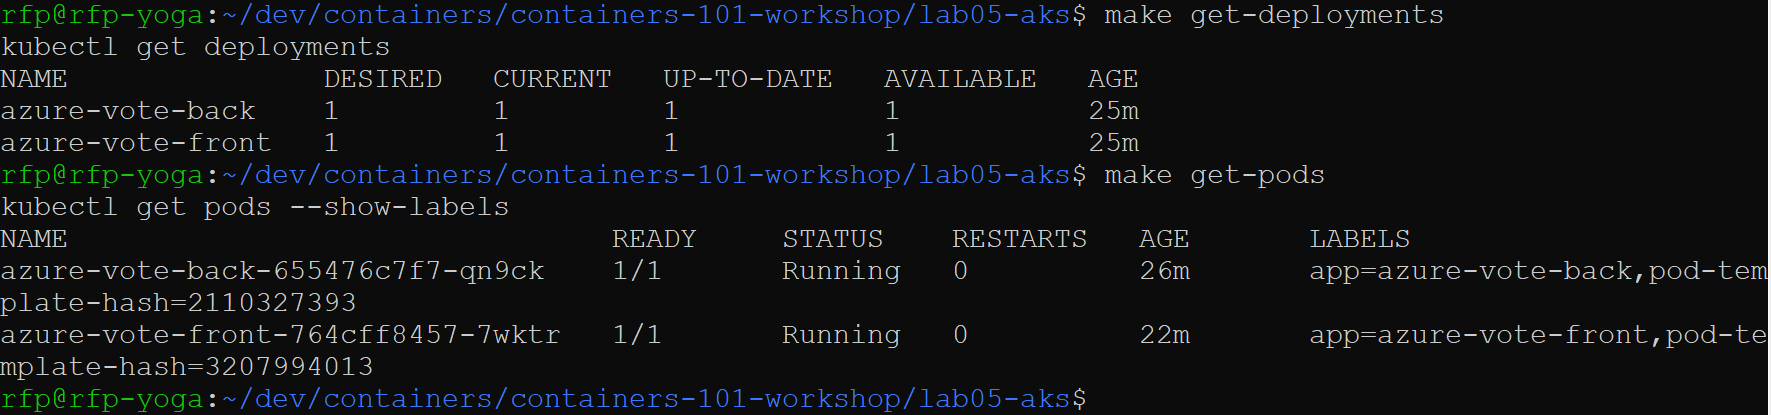 rfp@rfp-yoga:~/dev/containers/containers-101-workshop/lab05-aks$ make get-deployments
kubectl get deployments
NAME               DESIRED   CURRENT   UP-TO-DATE   AVAILABLE   AGE
azure-vote-back    1         1         1            1           25m
azure-vote-front   1         1         1            1           25m
rfp@rfp-yoga:~/dev/containers/containers-101-workshop/lab05-aks$ make get-pods
kubectl get pods --show-labels
NAME                                READY     STATUS    RESTARTS   AGE       LABELS
azure-vote-back-655476c7f7-qn9ck    1/1       Running   0          26m       app=azure-vote-back,pod-tem
plate-hash=2110327393
azure-vote-front-764cff8457-7wktr   1/1       Running   0          22m       app=azure-vote-front,pod-te
mplate-hash=3207994013
rfp@rfp-yoga:~/dev/containers/containers-101-workshop/lab05-aks$